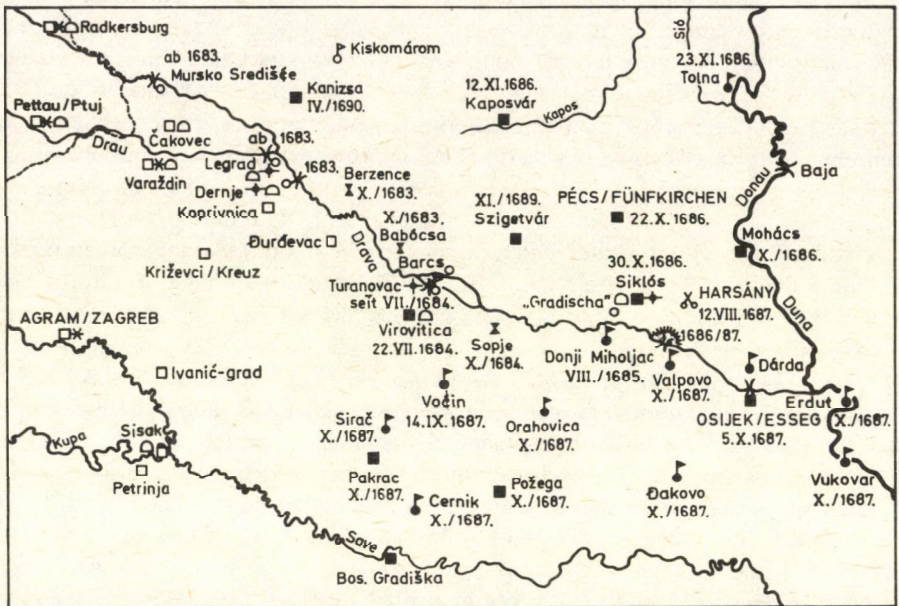 Radkersburg
ab 1683.
Mursko Središće
Kiskomárom
Sió
23.XI.1686.
Tolna
Kanizsa
IV./1690.
12.XI.1686.
Kaposvár
Kapos
Pettau/Ptuj
Drau
Čakovec
ab 1683.
Legrad
1683.
Varaždin
Dernje
Koprivnica
Berzence
X./1683.
Baja
Donau
XI./1689.
Szigetvár
PÉCS/FÜNFKIRCHEN
22.X.1686.
X./1683.
Babócsa
Đurđevac
Križevci/Kreuz
Drava
Barcs
Mohács
X./1686.
30.X.1686.
Siklós
Turanovac
seit VII./1684.
„Gradischa"
HARSÁNY
12.VIII.1687.
Duna
AGRAM/ZAGREB
Virovitica
22.VII.1684.
Sopje
X./1684.
1686/87.
Donji Miholjac
VIII./1685.
Valpovo
X./1687.
Dárda
Ivanić-grad
Voćin
14.IX.1687.
Sirač
X./1687.
Orahovica
X./1687.
OSIJEK/ESSEG
5.X.1687.
Erdut
X./1687.
Kupa
Sisak
Petrinja
Pakrac
X./1687.
Požega
X./1687.
Cernik
X./1687.
Đakovo
X./1687.
Vukovar
X./1687.
Save
Bos. Gradiška